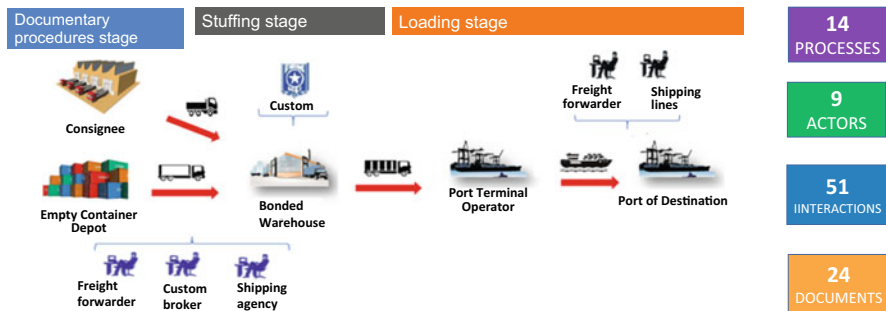 Documentary
procedures stage
Stuffing stage
Loading stage
14
PROCESSES
Freight
forwarder
Shipping
lines
Custom
Consignee
9
ACTORS
Empty Container
Depot
Bonded
Warehouse
Port Terminal
Operator
Port of Destination
51
IINTERACTIONS
Freight
forwarder
Custom
broker
Shipping
agency
24
DOCUMENTS